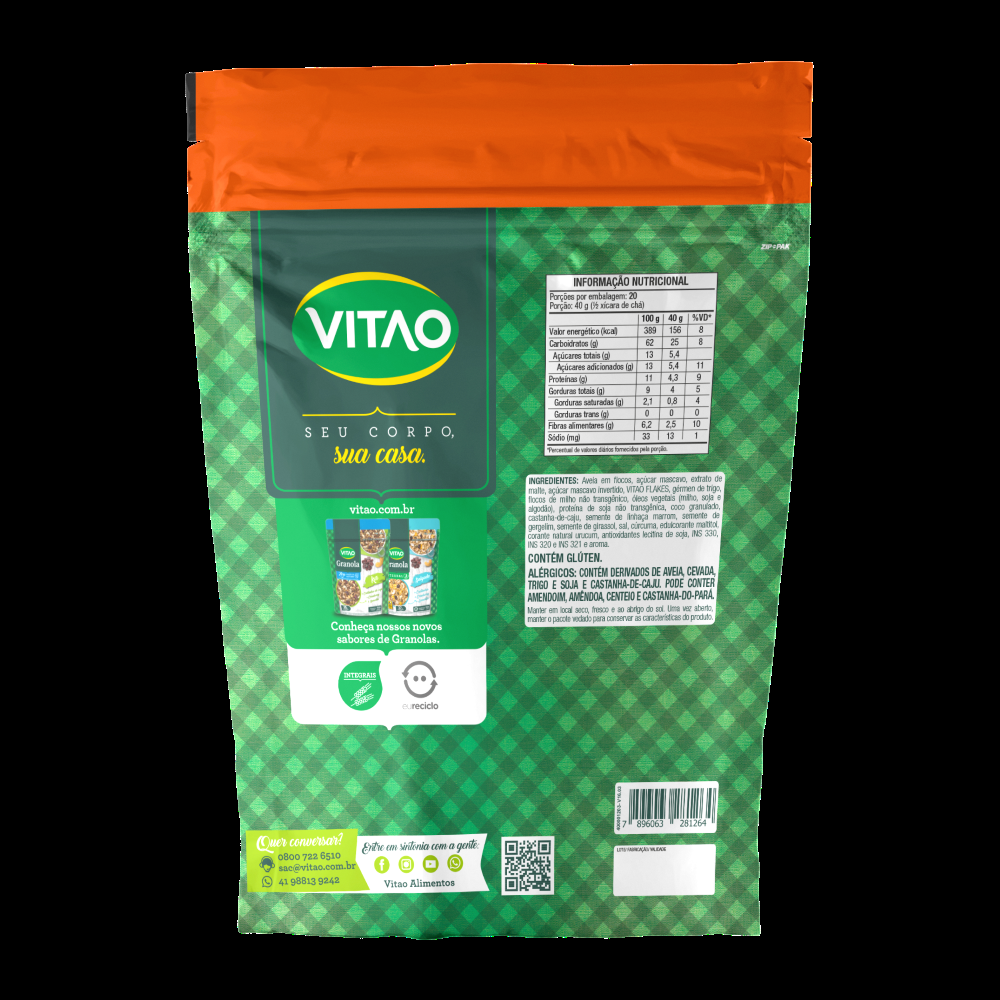 ZIP-PAK
VITAO
SEU CORPO,
sua casa.
vitao.com.br
VITAO
Granola
VITAO
Conheça nossos novos
sabores de Granolas.
INTEGRAIS
eureciclo
INFORMAÇÃO NUTRICIONAL
Porções por embalagem: 20
Porção: 40 g (½ xícara de chá)
100 g 40 g %VD*
Valor energético (kcal) 389 156 8
Carboidratos (g) 62 25 8
Açúcares totais (g) 13 5,4
Açúcares adicionados (g) 13 5,4 11
Proteínas (g) 11 4,3 9
Gorduras totais (g) 9 4 5
Gorduras saturadas (g) 2,1 0,8 4
Gorduras trans (g) 0 0 0
Fibras alimentares (g) 6,2 2,5 10
Sódio (mg) 33 13 1
*Percentual de valores diários fornecidos pela porção.
INGREDIENTES: Aveia em flocos, açúcar mascavo, extrato de
malte, açúcar mascavo invertido, VITAO FLAKES, gérmen de trigo,
flocos de milho não transgênico, óleos vegetais (milho, soja e
algodão), proteína de soja não transgênica, coco granulado,
castanha-de-caju, semente de linhaça marrom, semente de
gergelim, semente de girassol, sal, cúrcuma, edulcorante maltitol,
corante natural urucum, antioxidantes lecitina de soja, INS 330,
INS 320 e INS 321 e aroma.
CONTÉM GLÚTEN.
ALÉRGICOS: CONTÉM DERIVADOS DE AVEIA, CEVADA,
TRIGO E SOJA E CASTANHA-DE-CAJU. PODE CONTER
AMENDOIM, AMÊNDOA, CENTEIO E CASTANHA-DO-PARÁ.
Manter em local seco, fresco e ao abrigo do sol. Uma vez aberto,
manter o pacote vedado para conservar as características do produto.
7 896063 281264
LOTE/FABRICAÇÃO/VALIDADE
Quer conversar?
0800 722 6510
sac@vitao.com.br
41 98813 9242
Entre em sintonia com a gente:
Vitao Alimentos